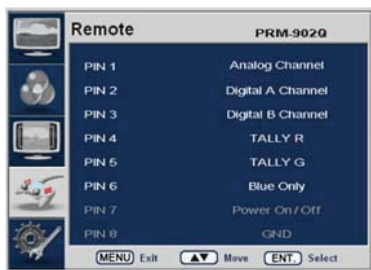 Remote PRM-902Q
PIN 1 Analog Channel
PIN 2 Digital A Channel
PIN 3 Digital B Channel
PIN 4 TALLY R
PIN 5 TALLY G
PIN 6 Blue Only
PIN 7 Power On / Off
PIN 8 GND
MENU Exit ▲▼ Move ENT. Select